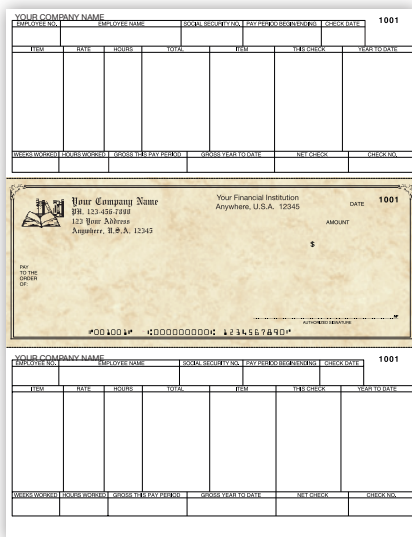 YOUR COMPANY NAME
1001
EMPLOYEE NO. EMPLOYEE NAME SOCIAL SECURITY NO. PAY PERIOD BEGIN/ENDING CHECK DATE
ITEM RATE HOURS TOTAL ITEM THIS CHECK YEAR TO DATE
WEEKS WORKED HOURS WORKED GROSS THIS PAY PERIOD GROSS YEAR TO DATE NET CHECK CHECK NO.
Your Company Name
PH. 123-456-7890
123 Your Address
Anywhere, U.S.A. 12345
Your Financial Institution
Anywhere, U.S.A. 12345
DATE
1001
AMOUNT
$
PAY
TO THE
ORDER
OF:
AUTHORIZED SIGNATURE
⑈001001⑈ ⑆000000000⑆ 1234567890⑈
YOUR COMPANY NAME
1001
EMPLOYEE NO. EMPLOYEE NAME SOCIAL SECURITY NO. PAY PERIOD BEGIN/ENDING CHECK DATE
ITEM RATE HOURS TOTAL ITEM THIS CHECK YEAR TO DATE
WEEKS WORKED HOURS WORKED GROSS THIS PAY PERIOD GROSS YEAR TO DATE NET CHECK CHECK NO.